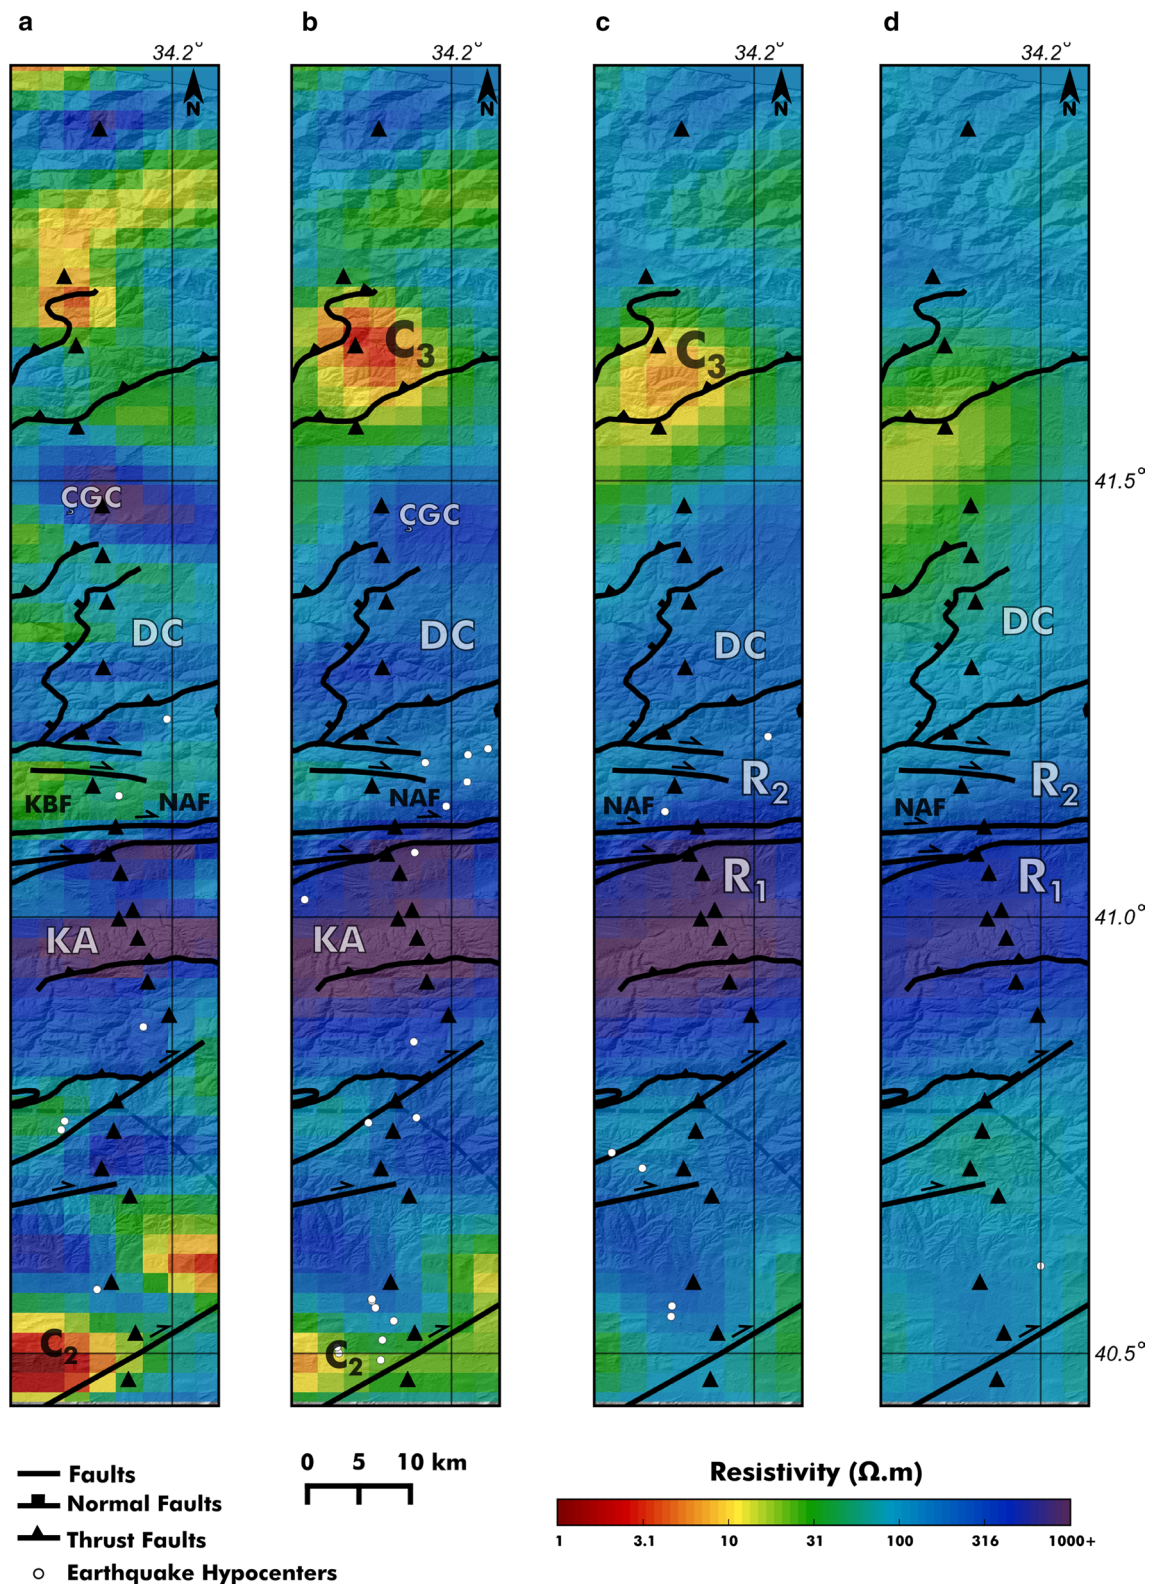 a b c d
34.2° 34.2° 34.2° 34.2°
N N N N
C3 C3
41.5°
ÇGC ÇGC
DC DC DC DC
R2 R2
KBF NAF NAF NAF NAF
R1 R1
41.0°
KA KA
C2 C2
40.5°
0 5 10 km
Faults
Normal Faults
Thrust Faults
Earthquake Hypocenters
Resistivity (Ω.m)
1 3.1 10 31 100 316 1000+